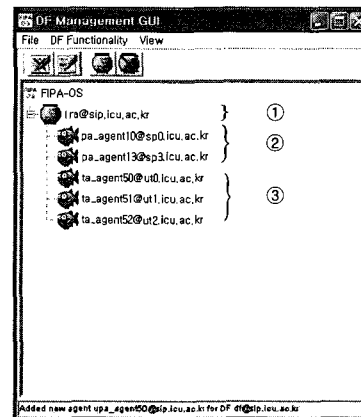 DF Management GUI
File DF Functionality View
FIPA-OS
lra@sip.icu.ac.kr } ①
pa_agent10@sp0.icu.ac.kr
pa_agent13@sp3.icu.ac.kr } ②
ta_agent50@ut0.icu.ac.kr
ta_agent51@ut1.icu.ac.kr } ③
ta_agent52@ut2.icu.ac.kr
Added new agent upa_agent50@sip.icu.ac.kr for DF df@sip.icu.ac.kr